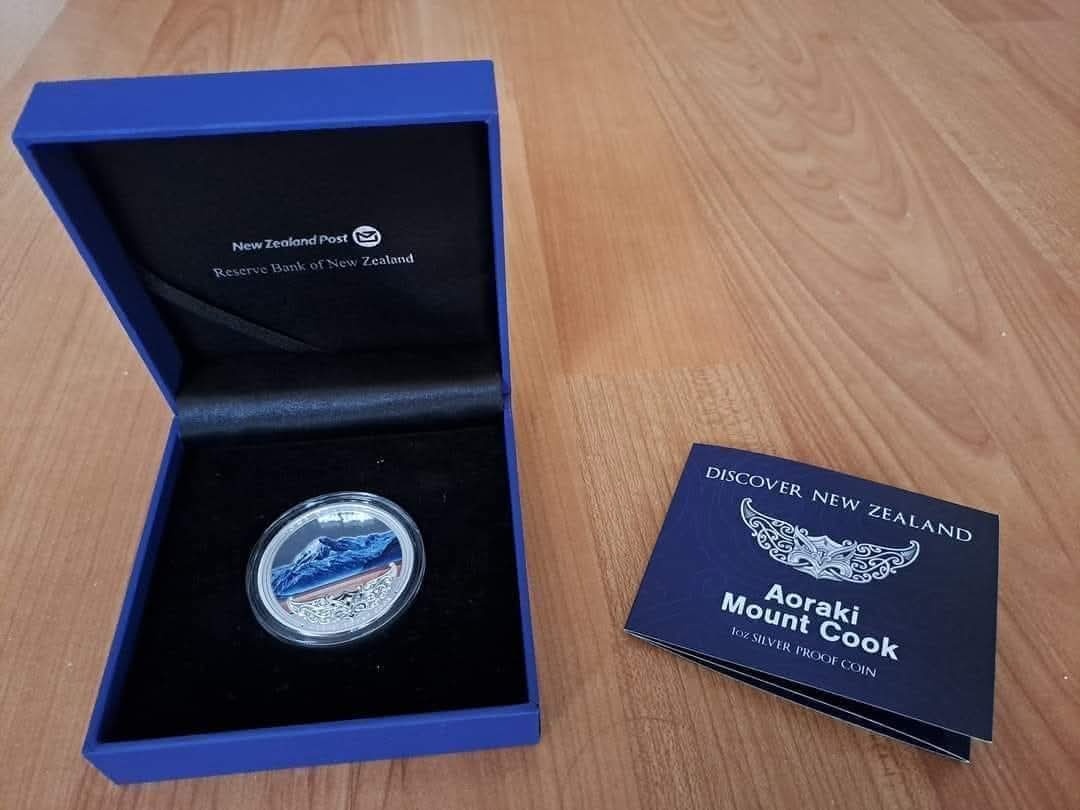 New Zealand Post
Reserve Bank of New Zealand
DISCOVER NEW ZEALAND
Aoraki
Mount Cook
1OZ SILVER PROOF COIN